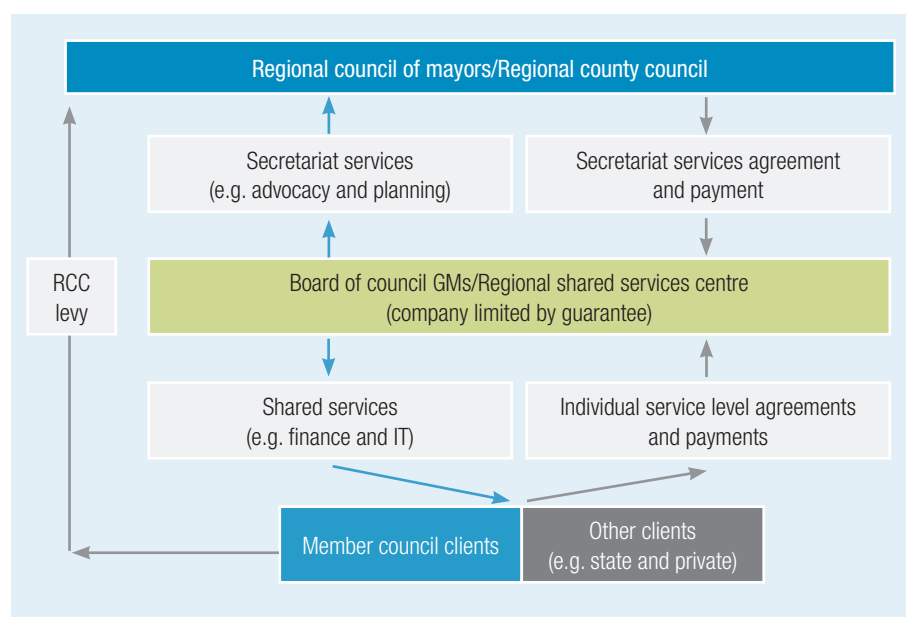 Regional council of mayors/Regional county council
Secretariat services
(e.g. advocacy and planning)
Secretariat services agreement
and payment
RCC
levy
Board of council GMs/Regional shared services centre
(company limited by guarantee)
Shared services
(e.g. finance and IT)
Individual service level agreements
and payments
Member council clients
Other clients
(e.g. state and private)